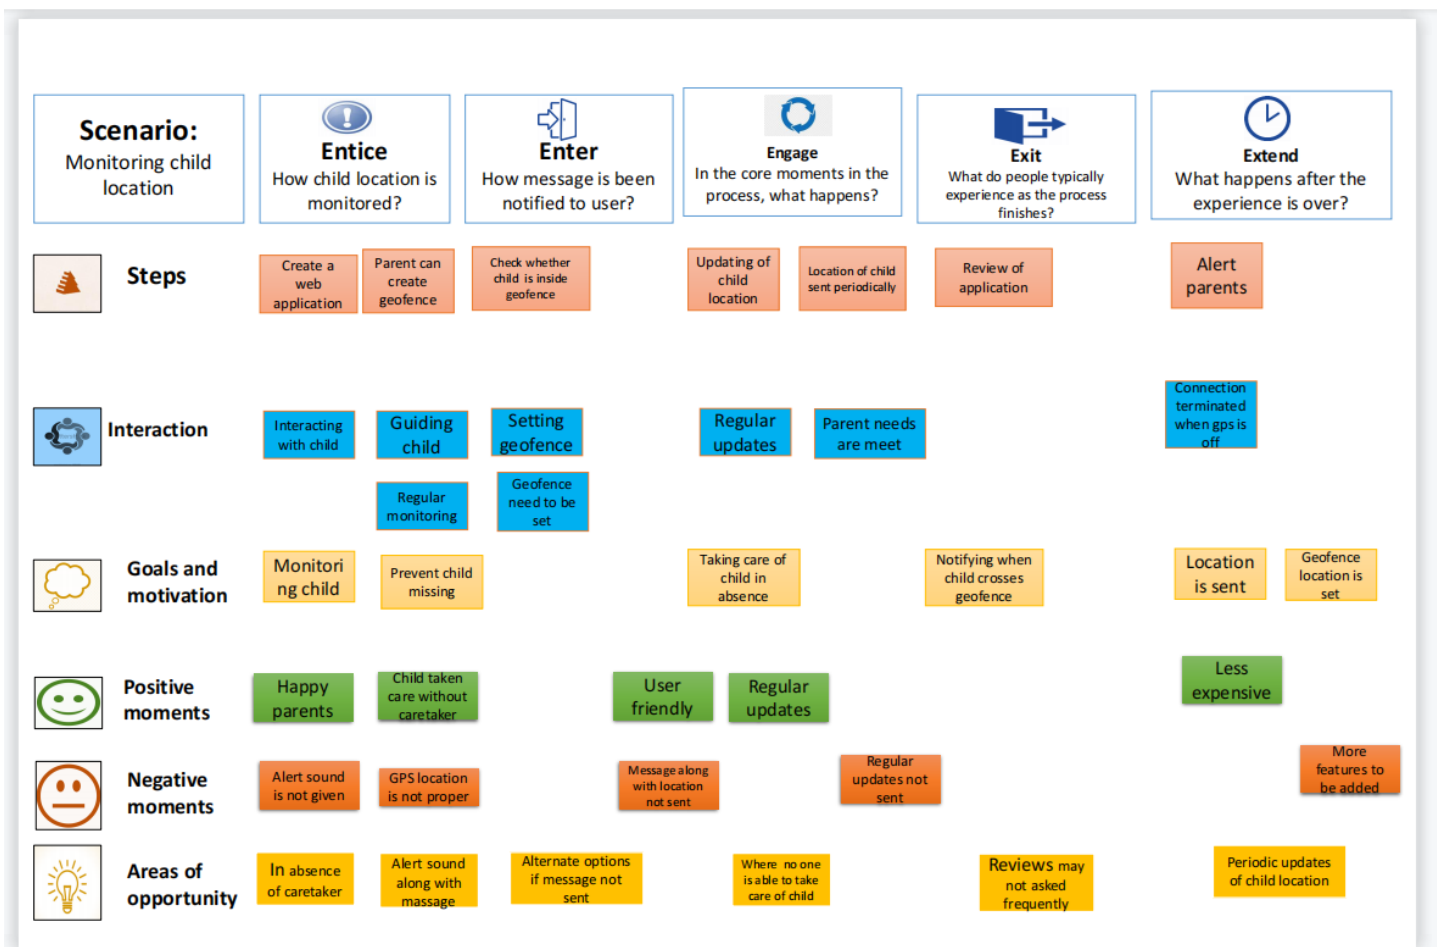 Scenario:
Monitoring child
location
Entice
How child location is
monitored?
Enter
How message is been
notified to user?
Engage
In the core moments in the
process, what happens?
Exit
What do people typically
experience as the process
finishes?
Extend
What happens after the
experience is over?
Steps
Create a
web
application
Parent can
create
geofence
Check whether
child is inside
geofence
Updating of
child
location
Location of child
sent periodically
Review of
application
Alert
parents
Interaction
Interacting
with child
Guiding
child
Setting
geofence
Regular
updates
Parent needs
are meet
Connection
terminated
when gps is
off
Regular
monitoring
Geofence
need to be
set
Goals and
motivation
Monitori
ng child
Prevent child
missing
Taking care of
child in
absence
Notifying when
child crosses
geofence
Location
is sent
Geofence
location is
set
Positive
moments
Happy
parents
Child taken
care without
caretaker
User
friendly
Regular
updates
Less
expensive
Negative
moments
Alert sound
is not given
GPS location
is not proper
Message along
with location
not sent
Regular
updates not
sent
More
features to
be added
Areas of
opportunity
In absence
of caretaker
Alert sound
along with
massage
Alternate options
if message not
sent
Where no one
is able to take
care of child
Reviews may
not asked
frequently
Periodic updates
of child location